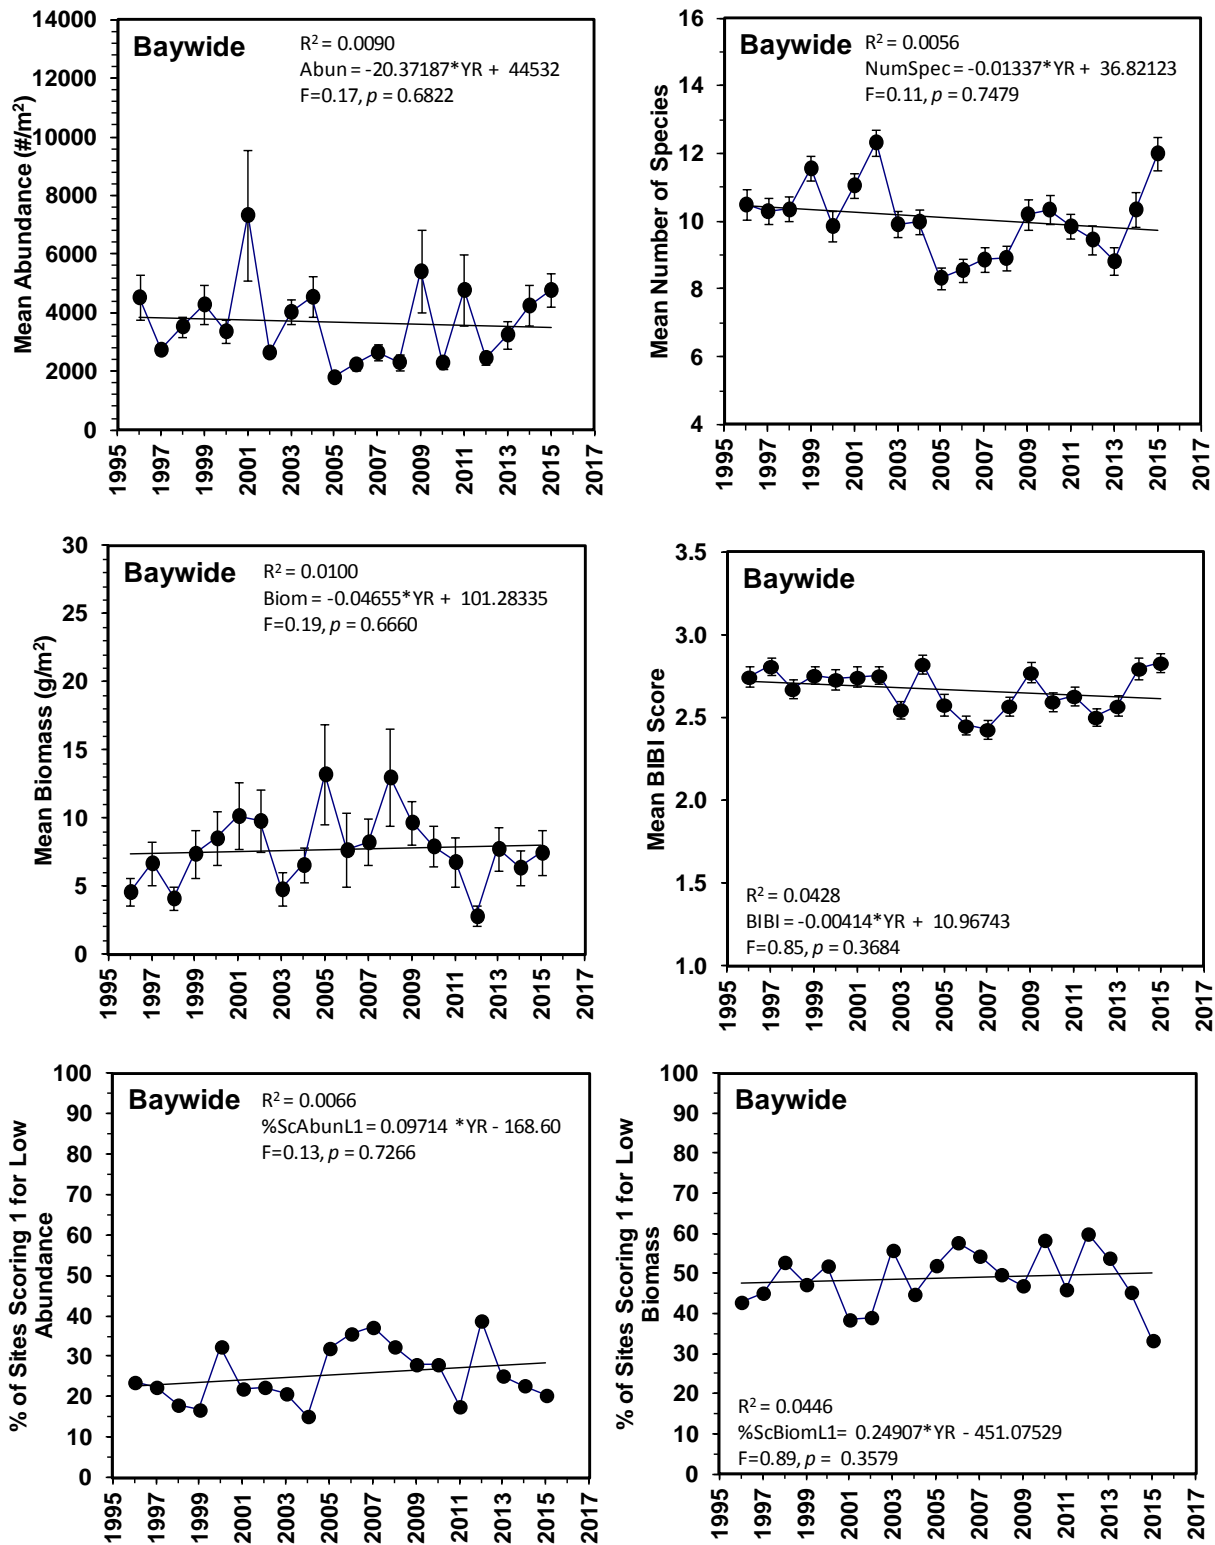 Mean Abundance (#/m²)
14000
12000
10000
8000
6000
4000
2000
0
Baywide
R² = 0.0090
Abun = -20.37187*YR + 44532
F=0.17, p = 0.6822
1995 1997 1999 2001 2003 2005 2007 2009 2011 2013 2015 2017
Mean Number of Species
16
14
12
10
8
6
4
Baywide
R² = 0.0056
NumSpec = -0.01337*YR + 36.82123
F=0.11, p = 0.7479
1995 1997 1999 2001 2003 2005 2007 2009 2011 2013 2015 2017
Mean Biomass (g/m²)
30
25
20
15
10
5
0
Baywide
R² = 0.0100
Biom = -0.04655*YR + 101.28335
F=0.19, p = 0.6660
1995 1997 1999 2001 2003 2005 2007 2009 2011 2013 2015 2017
Mean BIBI Score
3.5
3.0
2.5
2.0
1.5
1.0
Baywide
R² = 0.0428
BIBI = -0.00414*YR + 10.96743
F=0.85, p = 0.3684
1995 1997 1999 2001 2003 2005 2007 2009 2011 2013 2015 2017
% of Sites Scoring 1 for Low
Abundance
100
90
80
70
60
50
40
30
20
10
0
Baywide
R² = 0.0066
%ScAbunL1 = 0.09714 *YR - 168.60
F=0.13, p = 0.7266
1995 1997 1999 2001 2003 2005 2007 2009 2011 2013 2015 2017
% of Sites Scoring 1 for Low
Biomass
100
90
80
70
60
50
40
30
20
10
0
Baywide
R² = 0.0446
%ScBiomL1= 0.24907*YR - 451.07529
F=0.89, p = 0.3579
1995 1997 1999 2001 2003 2005 2007 2009 2011 2013 2015 2017